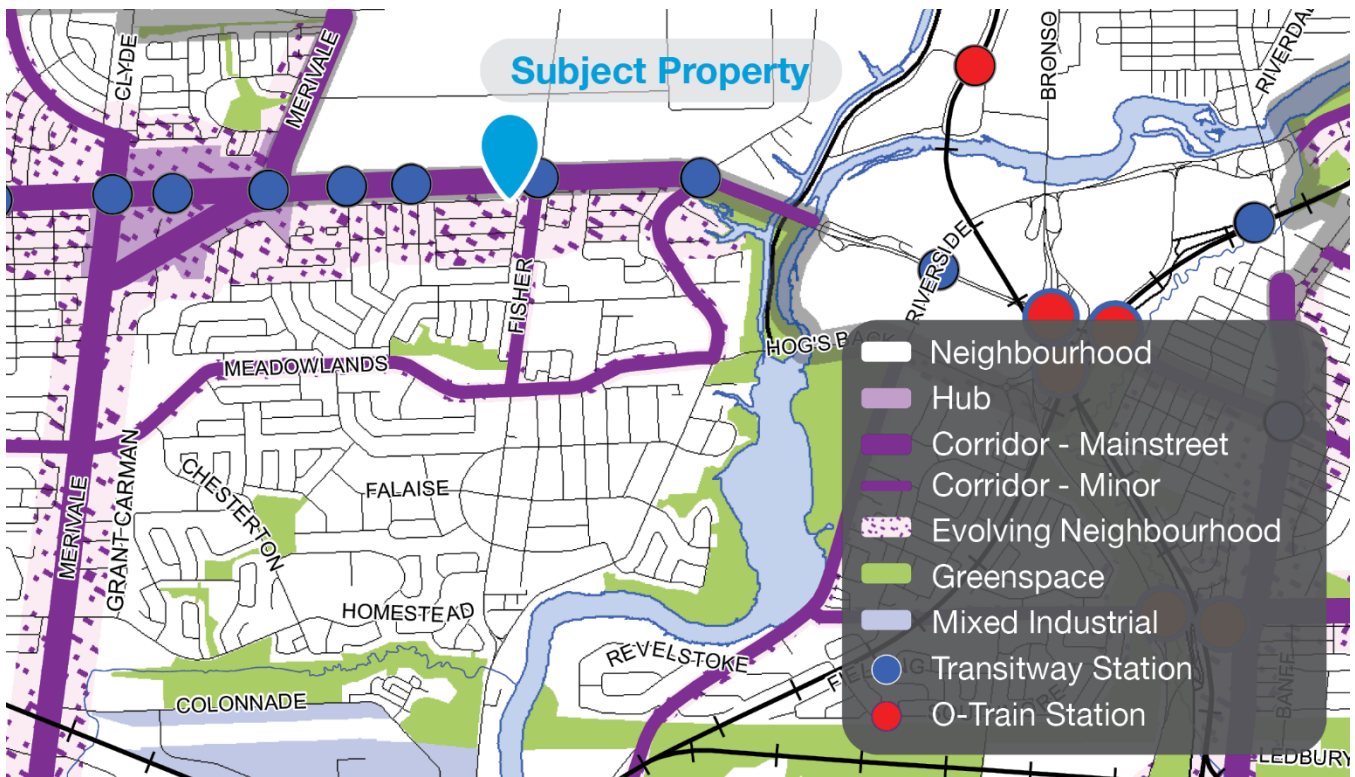 CLYDE
MERIVALE
Subject Property
BRONSO
RIVERDA
FISHER
RIVERSIDE
HOG'S BACK
MEADOWLANDS
MERIVALE
GRANT-CARMAN
CHESTERTON
FALAISE
HOMESTEAD
COLONNADE
REVELSTOKE
Neighbourhood
Hub
Corridor - Mainstreet
Corridor - Minor
Evolving Neighbourhood
Greenspace
Mixed Industrial
Transitway Station
O-Train Station
BANFF
LEDBURY